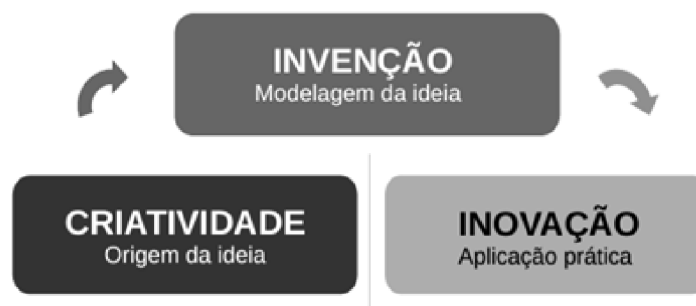 INVENÇÃO
Modelagem da ideia
CRIATIVIDADE
Origem da ideia
INOVAÇÃO
Aplicação prática